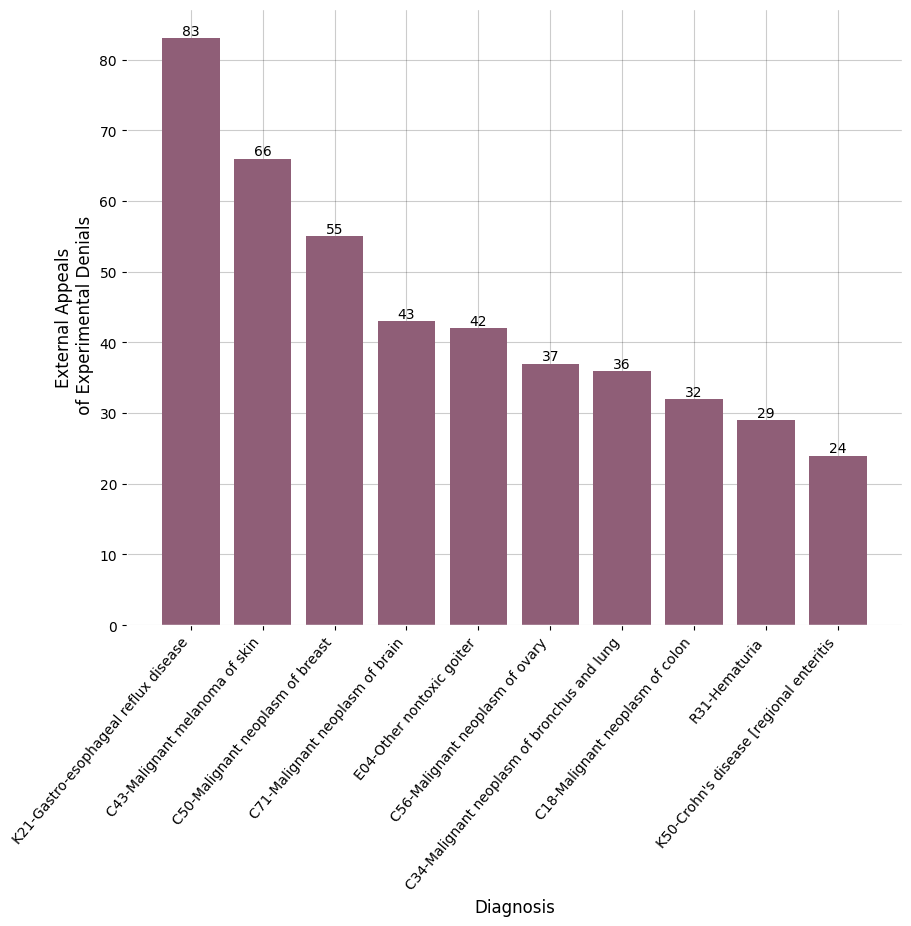 External Appeals
of Experimental Denials
80
70
60
50
40
30
20
10
0
83
66
55
43
42
37
36
32
29
24
K21-Gastro-esophageal reflux disease
C43-Malignant melanoma of skin
C50-Malignant neoplasm of breast
C71-Malignant neoplasm of brain
E04-Other nontoxic goiter
C56-Malignant neoplasm of ovary
C34-Malignant neoplasm of bronchus and lung
C18-Malignant neoplasm of colon
R31-Hematuria
K50-Crohn's disease [regional enteritis
Diagnosis